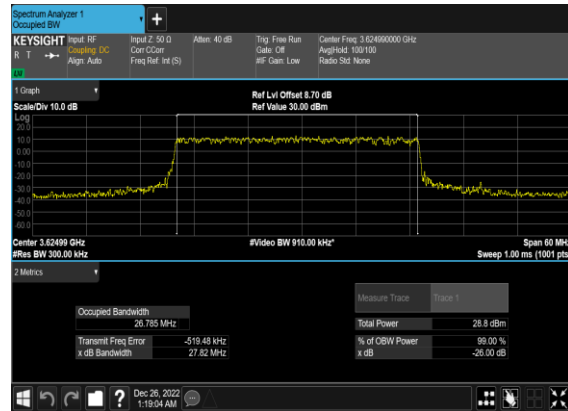 Spectrum Analyzer 1
Occupied BW
KEYSIGHT
R T
Input: RF
Coupling: DC
Align: Auto
Input Z: 50 Ω
Corr CCorr
Freq Ref: Int (S)
Atten: 40 dB
Trig: Free Run
Gate: Off
#IF Gain: Low
Center Freq: 3.624990000 GHz
Avg|Hold: 100/100
Radio Std: None
1 Graph
Scale/Div 10.0 dB
Ref Lvl Offset 8.70 dB
Ref Value 30.00 dBm
Log
20.0
10.0
0.00
-10.0
-20.0
-30.0
-40.0
-50.0
-60.0
Center 3.62499 GHz
#Res BW 300.00 kHz
#Video BW 910.00 kHz*
Span 60 MHz
Sweep 1.00 ms (1001 pts
2 Metrics
Measure Trace Trace 1
Occupied Bandwidth
26.785 MHz
Total Power 28.8 dBm
Transmit Freq Error -519.48 kHz
% of OBW Power 99.00 %
x dB Bandwidth 27.82 MHz
x dB -26.00 dB
?
Dec 26, 2022
1:19:04 AM